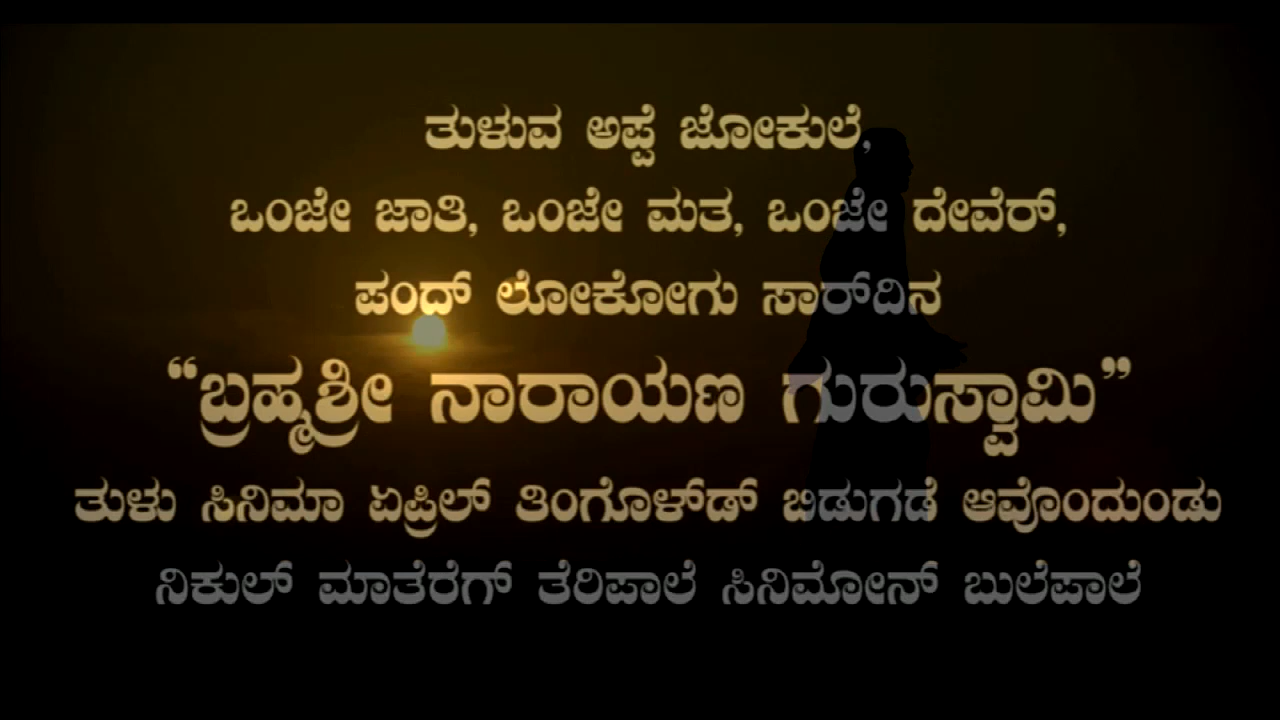 ತುಳುವ ಅಪ್ಪೆ ಜೋಕುಲೆ,
ಒಂಜೇ ಜಾತಿ, ಒಂಜೇ ಮತ, ಒಂಜೇ ದೇವೆರ್,
ಪಂದ್ ಲೋಕೋಗು ಸಾರ್‌ದಿನ
“ಬ್ರಹ್ಮಶ್ರೀ ನಾರಾಯಣ ಗುರುಸ್ವಾಮಿ”
ತುಳು ಸಿನಿಮಾ ಏಪ್ರಿಲ್ ತಿಂಗೊಳ್‌ಡ್ ಬಿಡುಗಡೆ ಆವೊಂದುಂಡು
ನಿಕುಲ್ ಮಾತೆರೆಗ್ ತೆರಿಪಾಲೆ ಸಿನಿಮೋನ್ ಬುಲೆಪಾಲೆ